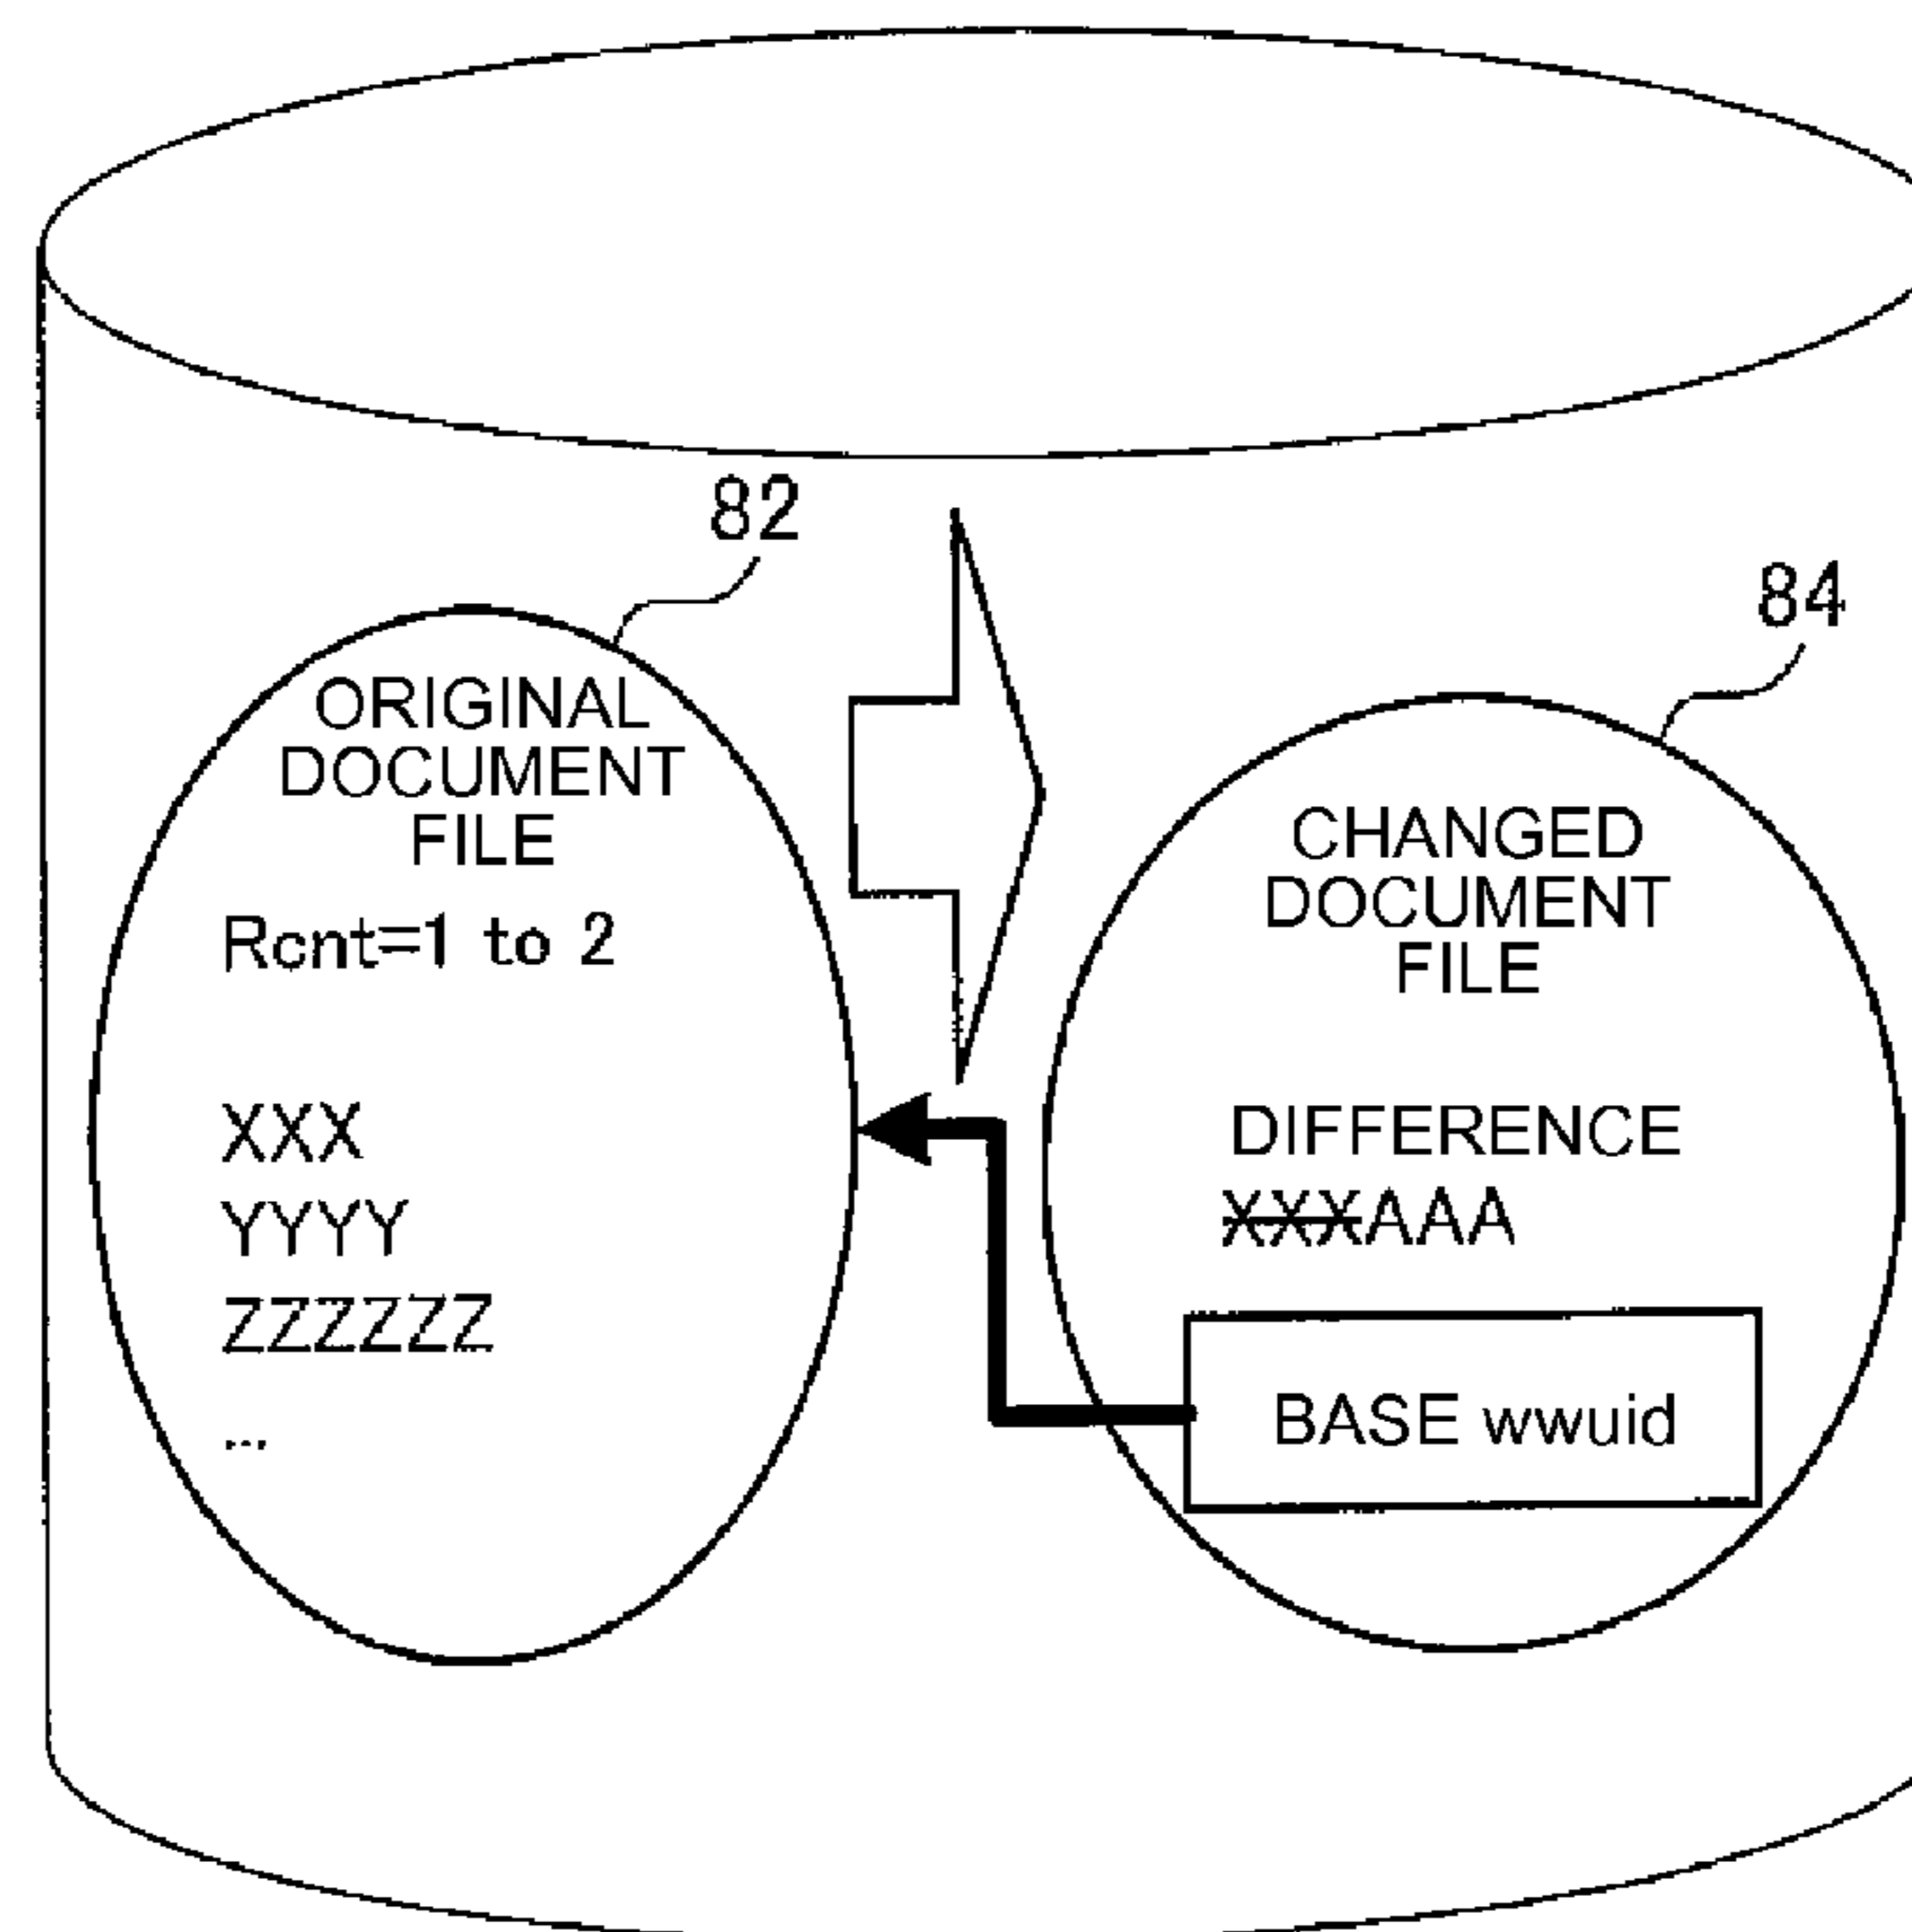 82
ORIGINAL
DOCUMENT
FILE
Rcnt=1 to 2
XXX
YYYY
ZZZZZZ
...
84
CHANGED
DOCUMENT
FILE
DIFFERENCE
XXXAAA
BASE wwuid